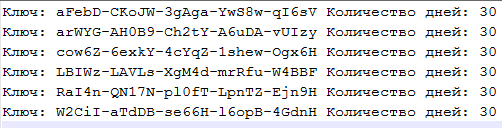 Ключ: aFebD-CKoJW-3gAga-YwS8w-qI6sV Количество дней: 30
Ключ: arWYG-AH0B9-Ch2tY-A6uDA-vUIzy Количество дней: 30
Ключ: cow6Z-6exkY-4cYqZ-1shew-Ogx6H Количество дней: 30
Ключ: LBIWz-LAVLs-XgM4d-mrRfu-W4BBF Количество дней: 30
Ключ: RaI4n-QN17N-pl0fT-LpnTZ-Ejn9H Количество дней: 30
Ключ: W2CiI-aTdDB-se66H-l6opB-4GdnH Количество дней: 30